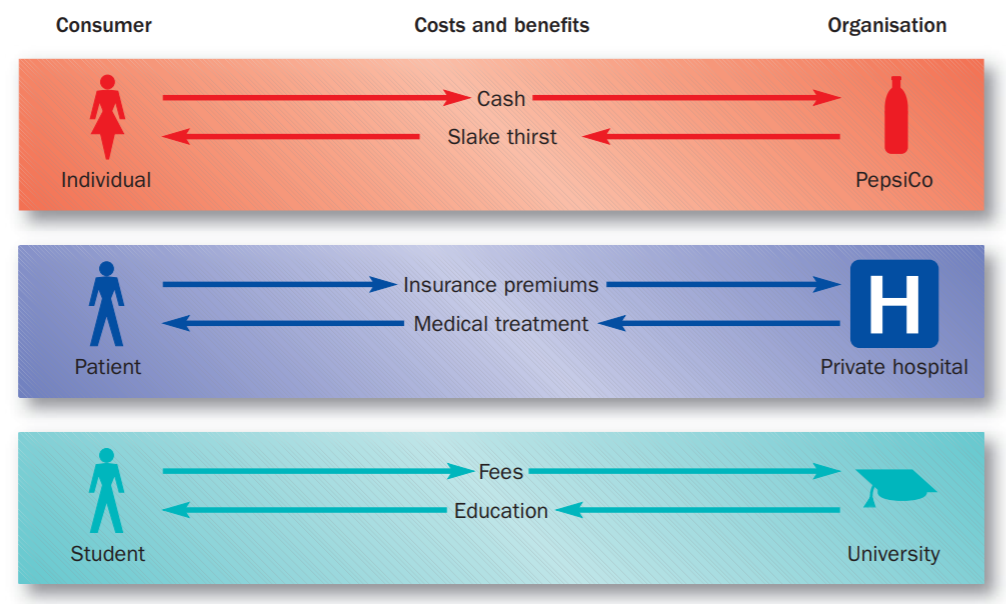 Consumer Costs and benefits Organisation
Cash
Slake thirst
Individual PepsiCo
Insurance premiums
H
Medical treatment
Patient Private hospital
Fees
Education
Student University